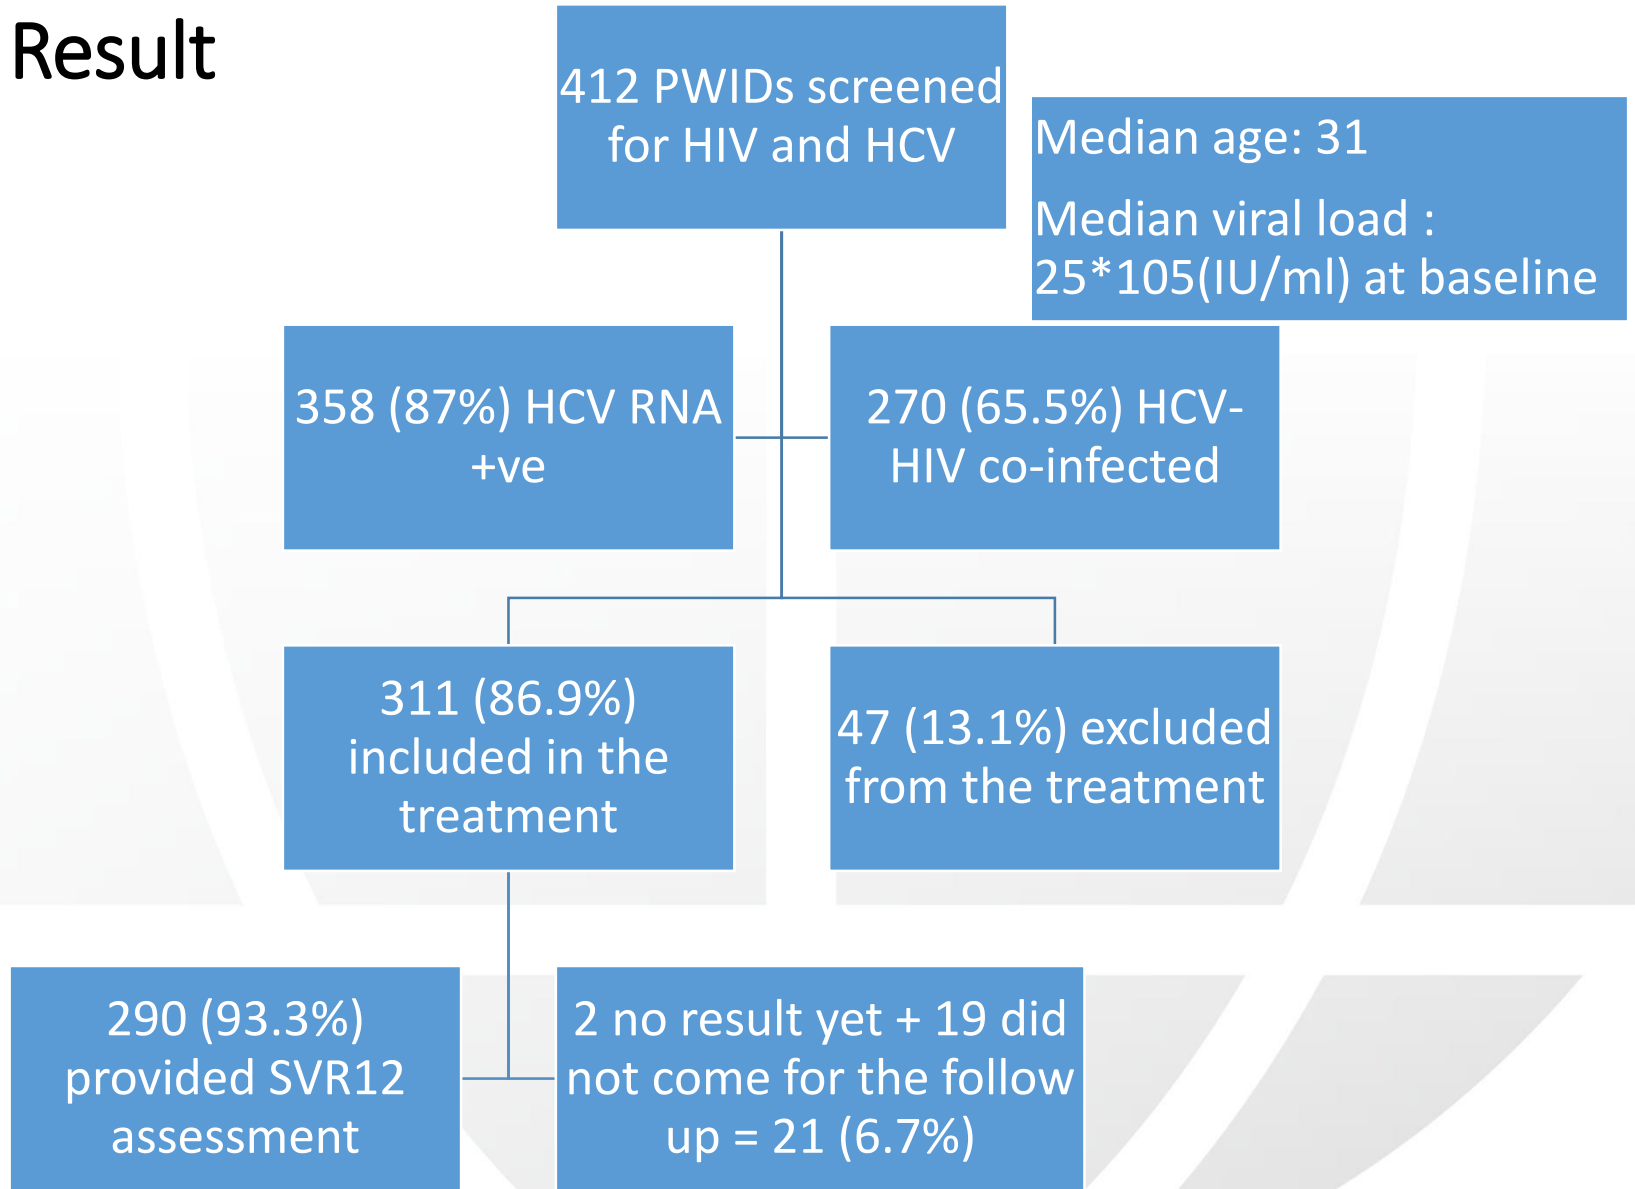 Result
412 PWIDs screened
for HIV and HCV
Median age: 31
Median viral load :
25*105(IU/ml) at baseline
358 (87%) HCV RNA
+ve
270 (65.5%) HCV-
HIV co-infected
311 (86.9%)
included in the
treatment
47 (13.1%) excluded
from the treatment
290 (93.3%)
provided SVR12
assessment
2 no result yet + 19 did
not come for the follow
up = 21 (6.7%)